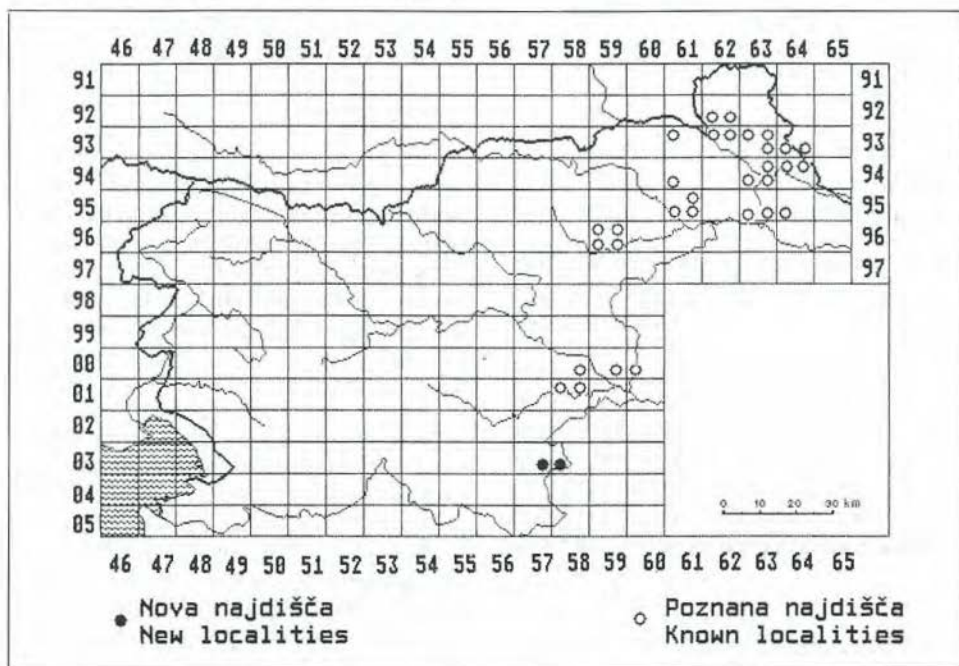 46 47 48 49 50 51 52 53 54 55 56 57 58 59 60 61 62 63 64 65
91 91
92 92
93 93
94 94
95 95
96 96
97 97
98
99
00
01
02
03
04
05
0 10 20 30 km
46 47 48 49 50 51 52 53 54 55 56 57 58 59 60 61 62 63 64 65
Nova najdišča
New localities
Poznana najdišča
Known localities